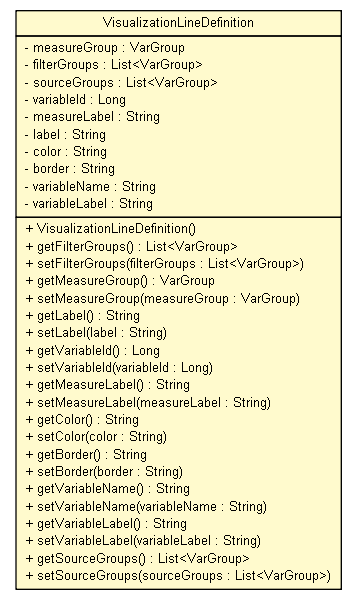 VisualizationLineDefinition
- measureGroup : VarGroup
- filterGroups : List<VarGroup>
- sourceGroups : List<VarGroup>
- variableId : Long
- measureLabel : String
- label : String
- color : String
- border : String
- variableName : String
- variableLabel : String
+ VisualizationLineDefinition()
+ getFilterGroups() : List<VarGroup>
+ setFilterGroups(filterGroups : List<VarGroup>)
+ getMeasureGroup() : VarGroup
+ setMeasureGroup(measureGroup : VarGroup)
+ getLabel() : String
+ setLabel(label : String)
+ getVariableId() : Long
+ setVariableId(variableId : Long)
+ getMeasureLabel() : String
+ setMeasureLabel(measureLabel : String)
+ getColor() : String
+ setColor(color : String)
+ getBorder() : String
+ setBorder(border : String)
+ getVariableName() : String
+ setVariableName(variableName : String)
+ getVariableLabel() : String
+ setVariableLabel(variableLabel : String)
+ getSourceGroups() : List<VarGroup>
+ setSourceGroups(sourceGroups : List<VarGroup>)